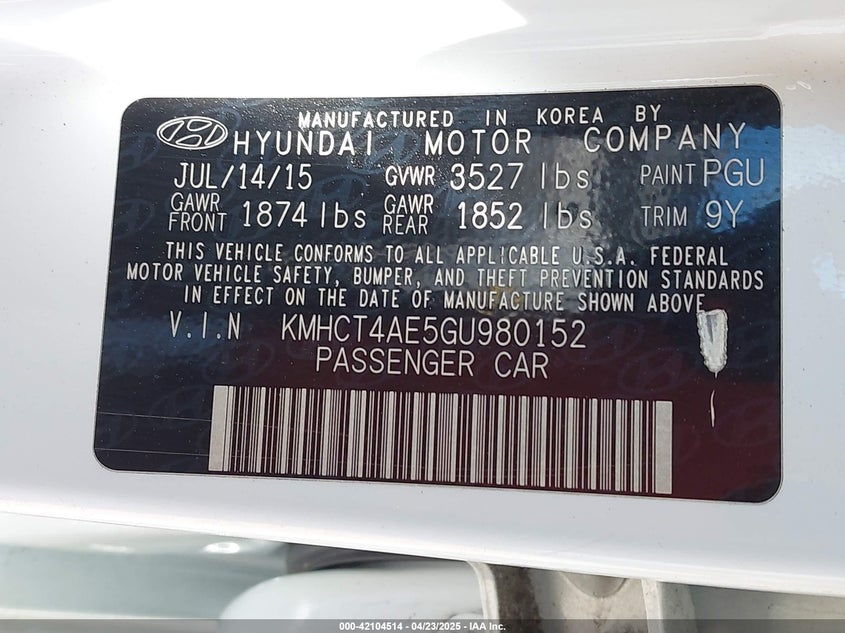 MANUFACTURED IN KOREA BY
HYUNDAI MOTOR COMPANY
JUL/14/15 GVWR 3527 lbs PAINT PGU
GAWR FRONT 1874 lbs GAWR REAR 1852 lbs TRIM 9Y
THIS VEHICLE CONFORMS TO ALL APPLICABLE U.S.A. FEDERAL
MOTOR VEHICLE SAFETY, BUMPER, AND THEFT PREVENTION STANDARDS
IN EFFECT ON THE DATE OF MANUFACTURE SHOWN ABOVE
V.I.N KMHCT4AE5GU980152
PASSENGER CAR
000-42104514 - 04/23/2025 - IAA Inc.